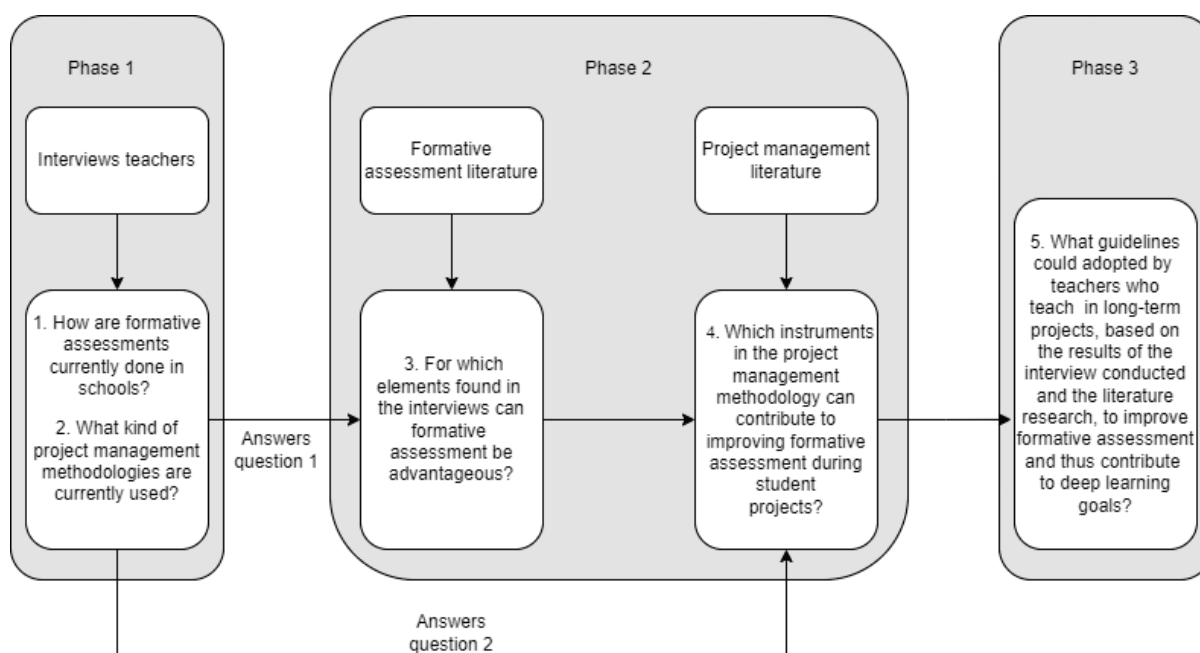 Phase 1
Interviews teachers
1. How are formative
assessments
currently done in
schools?
2. What kind of
project management
methodologies are
currently used?
Answers
question 1
Phase 2
Formative
assessment literature
3. For which
elements found in
the interviews can
formative
assessment be
advantageous?
Project management
literature
4. Which instruments
in the project
management
methodology can
contribute to
improving formative
assessment during
student
projects?
Answers
question 2
Phase 3
5. What guidelines
could adopted by
teachers who
teach in long-term
projects, based on
the results of the
interview conducted
and the literature
research, to improve
formative assessment
and thus contribute
to deep learning
goals?